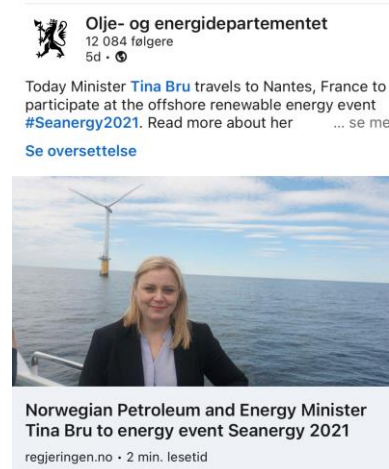 Olje- og energidepartementet
12 084 følgere
5d •
Today Minister Tina Bru travels to Nantes, France to
participate at the offshore renewable energy event
#Seanergy2021. Read more about her ... se me
Se oversettelse
Norwegian Petroleum and Energy Minister
Tina Bru to energy event Seanergy 2021
regjeringen.no • 2 min. lesetid